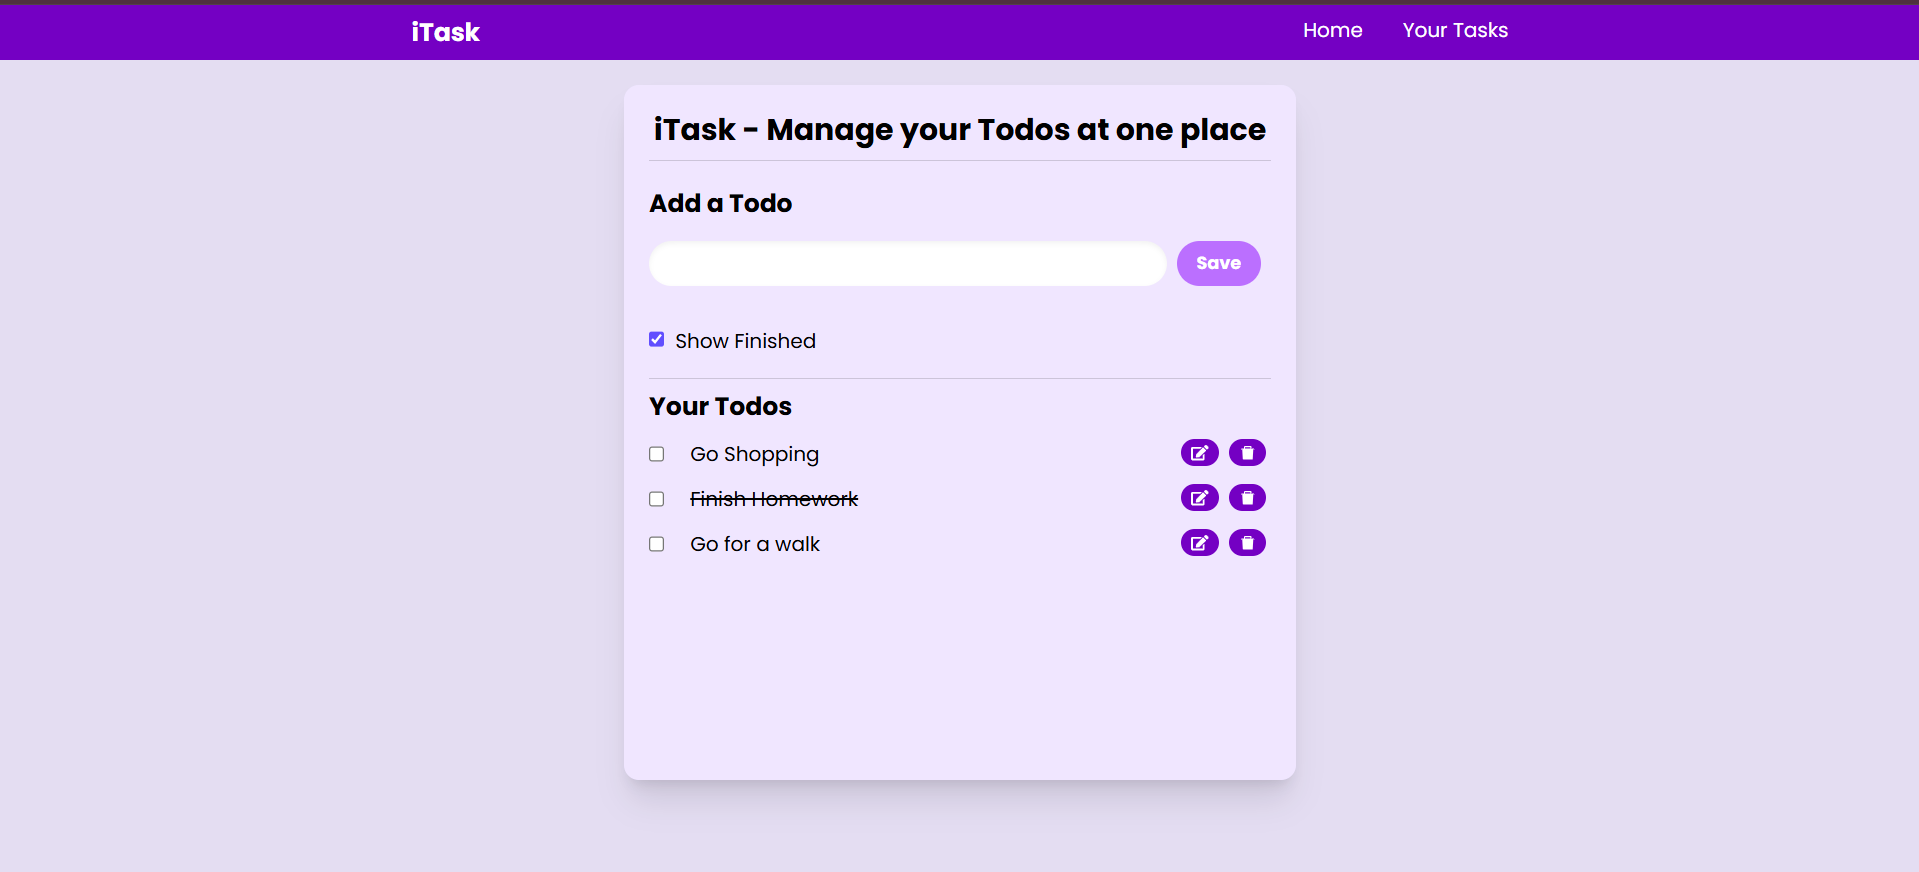 iTask
Home
Your Tasks
iTask - Manage your Todos at one place
Add a Todo
Save
Show Finished
Your Todos
Go Shopping
Finish Homework
Go for a walk